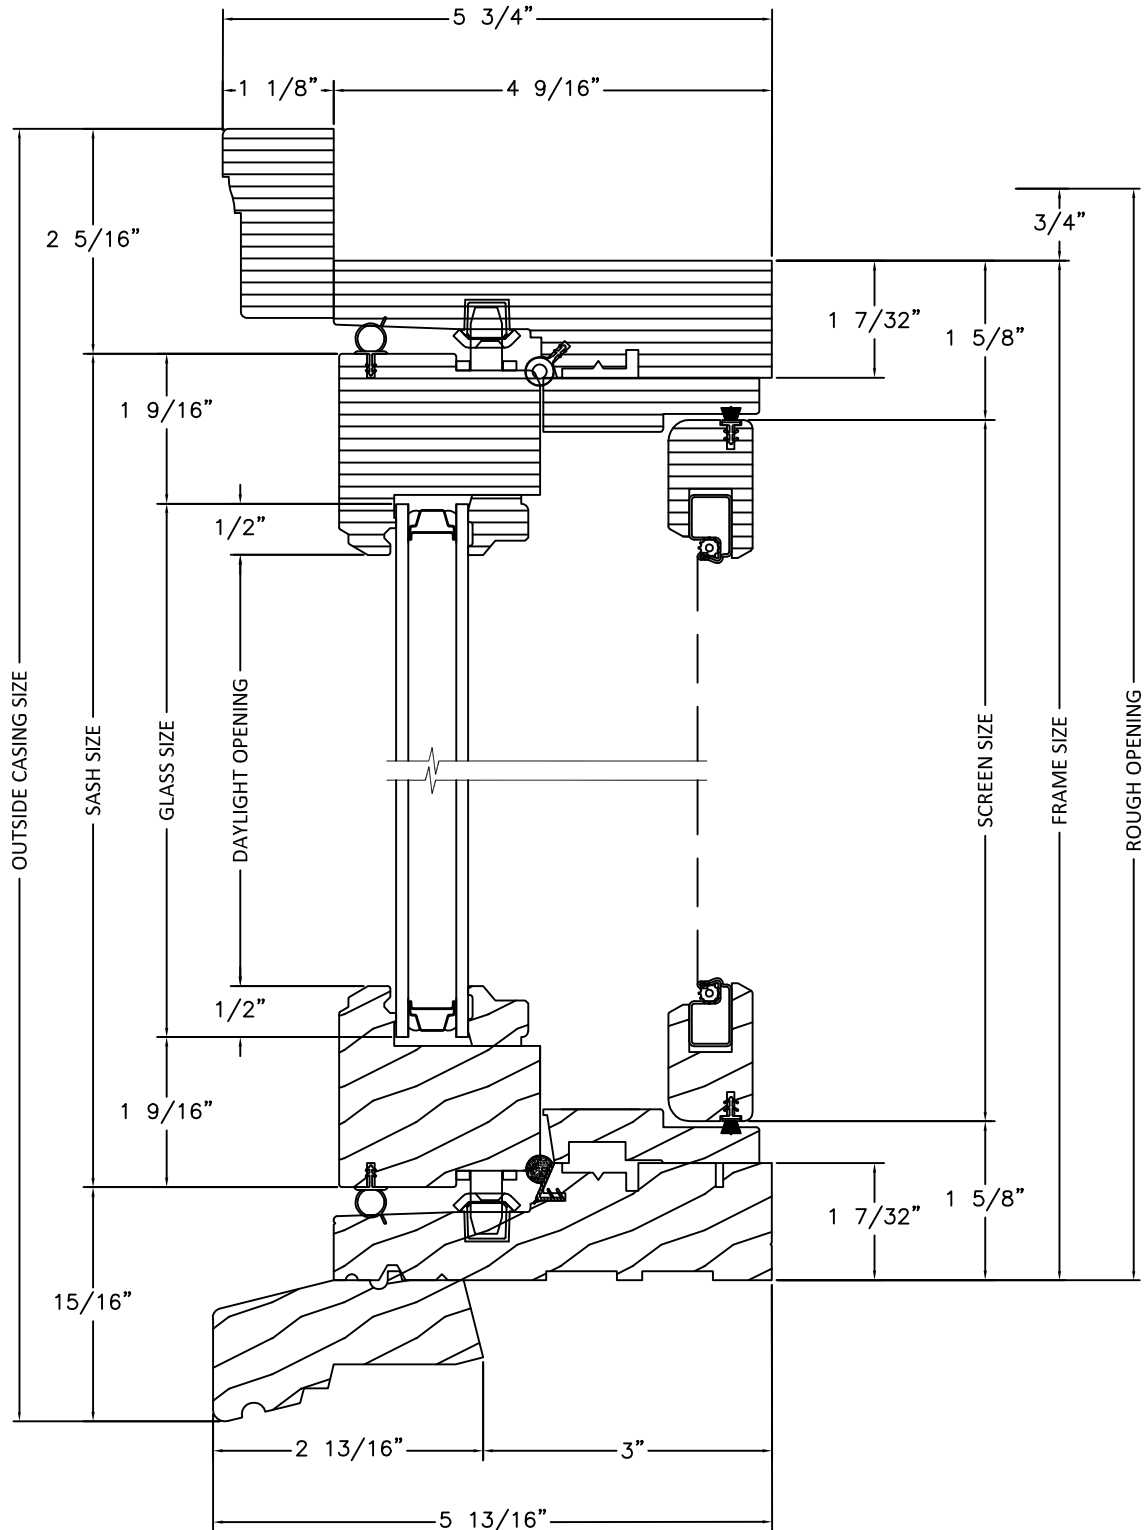 5 3/4"
1 1/8"
4 9/16"
2 5/16"
3/4"
1 7/32"
1 5/8"
1 9/16"
1/2"
OUTSIDE CASING SIZE
SASH SIZE
GLASS SIZE
DAYLIGHT OPENING
SCREEN SIZE
FRAME SIZE
ROUGH OPENING
1/2"
1 9/16"
1 5/8"
1 7/32"
15/16"
2 13/16"
3"
5 13/16"